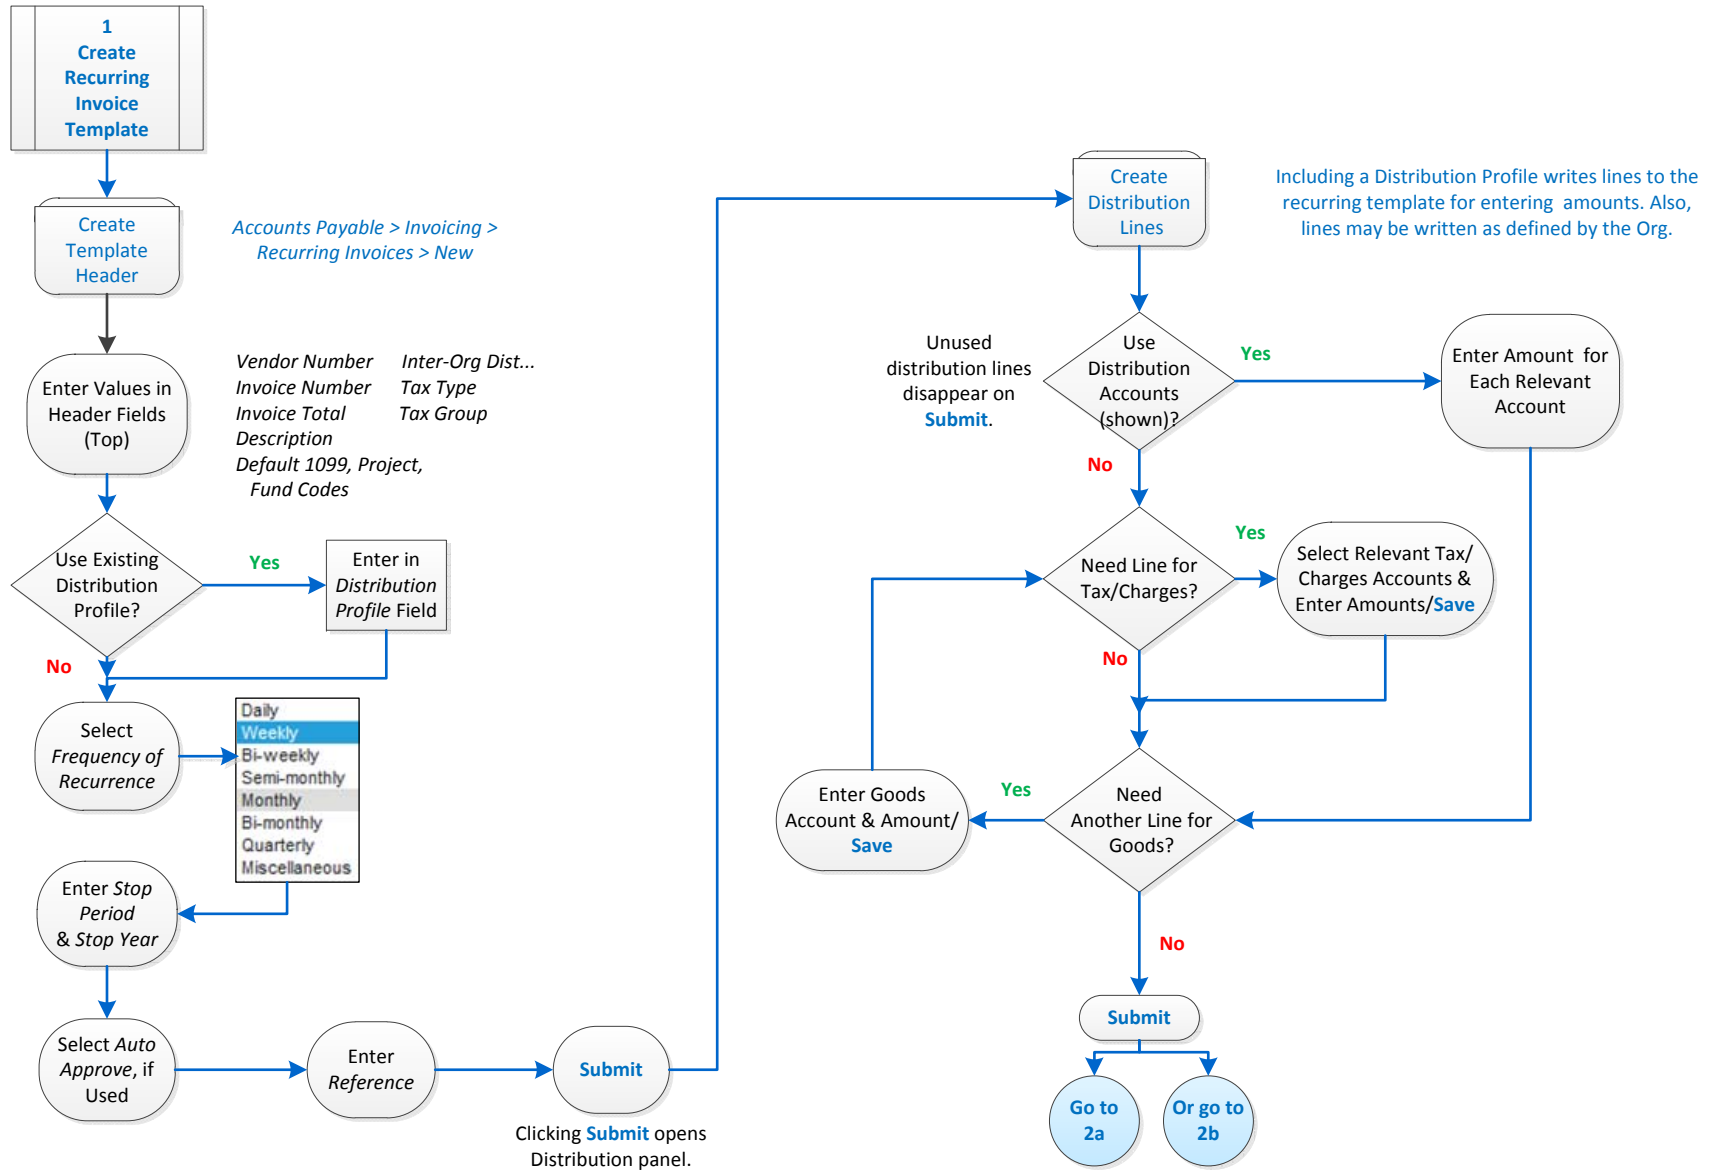 1
Create
Recurring
Invoice
Template
Create
Template
Header
Accounts Payable > Invoicing >
Recurring Invoices > New
Enter Values in
Header Fields
(Top)
Vendor Number Inter-Org Dist...
Invoice Number Tax Type
Invoice Total Tax Group
Description
Default 1099, Project,
Fund Codes
Use Existing
Distribution
Profile?
Yes
Enter in
Distribution
Profile Field
No
Select
Frequency of
Recurrence
Daily
Weekly
Bi-weekly
Semi-monthly
Monthly
Bi-monthly
Quarterly
Miscellaneous
Enter Stop
Period
& Stop Year
Select Auto
Approve, if
Used
Enter
Reference
Submit
Clicking Submit opens
Distribution panel.
Create
Distribution
Lines
Including a Distribution Profile writes lines to the
recurring template for entering amounts. Also,
lines may be written as defined by the Org.
Unused
distribution lines
disappear on
Submit.
Use
Distribution
Accounts
(shown)?
Yes
Enter Amount for
Each Relevant
Account
No
Need Line for
Tax/Charges?
Yes
Select Relevant Tax/
Charges Accounts &
Enter Amounts/Save
No
Need
Another Line for
Goods?
Yes
Enter Goods
Account & Amount/
Save
No
Submit
Go to
2a
Or go to
2b